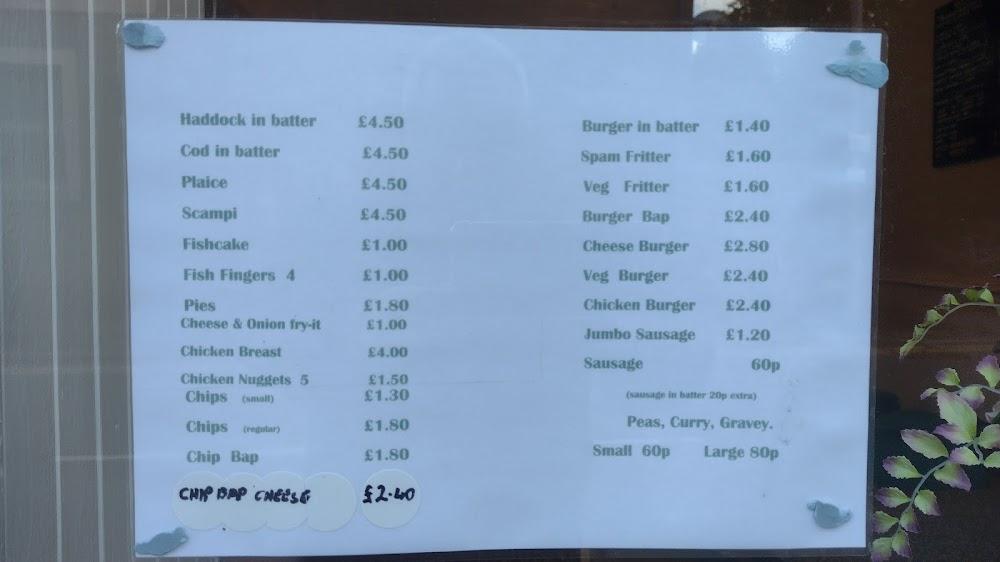 Haddock in batter £4.50
Cod in batter £4.50
Plaice £4.50
Scampi £4.50
Fishcake £1.00
Fish Fingers 4 £1.00
Pies £1.80
Cheese & Onion fry-it £1.00
Chicken Breast £4.00
Chicken Nuggets 5 £1.50
Chips (small) £1.30
Chips (regular) £1.80
Chip Bap £1.80
CHIP BAP CHEESE £2.40
Burger in batter £1.40
Spam Fritter £1.60
Veg Fritter £1.60
Burger Bap £2.40
Cheese Burger £2.80
Veg Burger £2.40
Chicken Burger £2.40
Jumbo Sausage £1.20
Sausage 60p
(sausage in batter 20p extra)
Peas, Curry, Gravey.
Small 60p Large 80p